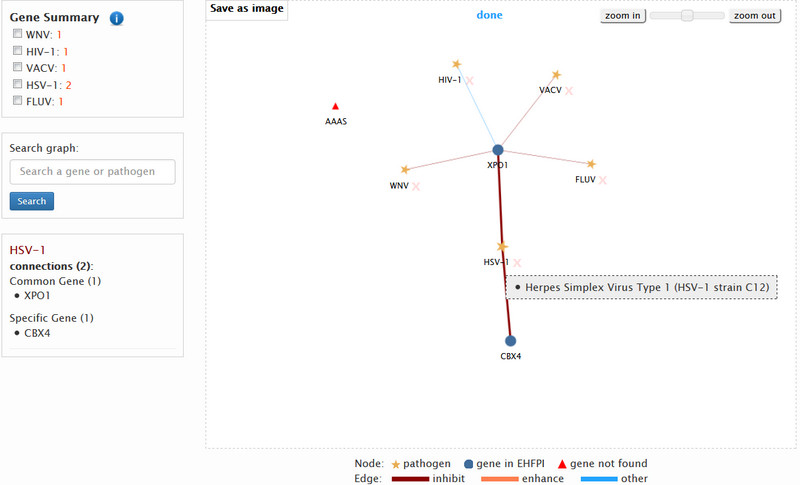 Gene Summary i
WNV: 1
HIV-1: 1
VACV: 1
HSV-1: 2
FLUV: 1
Search graph:
Search a gene or pathogen
Search
HSV-1
connections (2):
Common Gene (1)
XPO1
Specific Gene (1)
CBX4
Save as image
done
zoom in
zoom out
HIV-1 X
VACV X
AAAS
XPO1
WNV X
FLUV X
HSV-1 X
Herpes Simplex Virus Type 1 (HSV-1 strain C12)
CBX4
Node: pathogen gene in EHFPI gene not found
Edge: inhibit enhance other